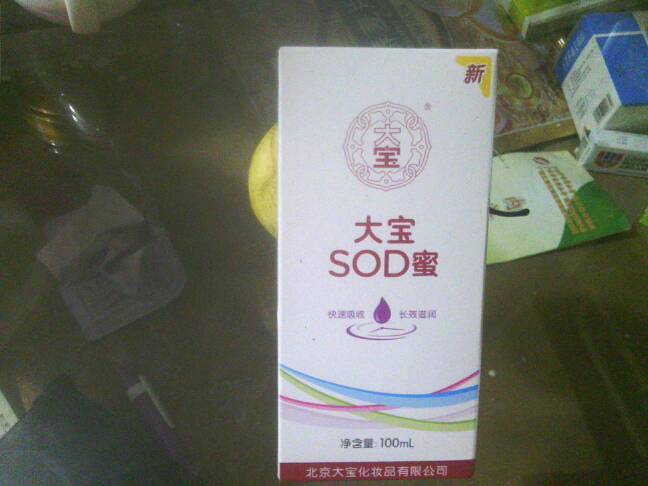 新
®
大
宝
大宝
SOD蜜
快速吸收 长效滋润
净含量: 100mL
北京大宝化妆品有限公司